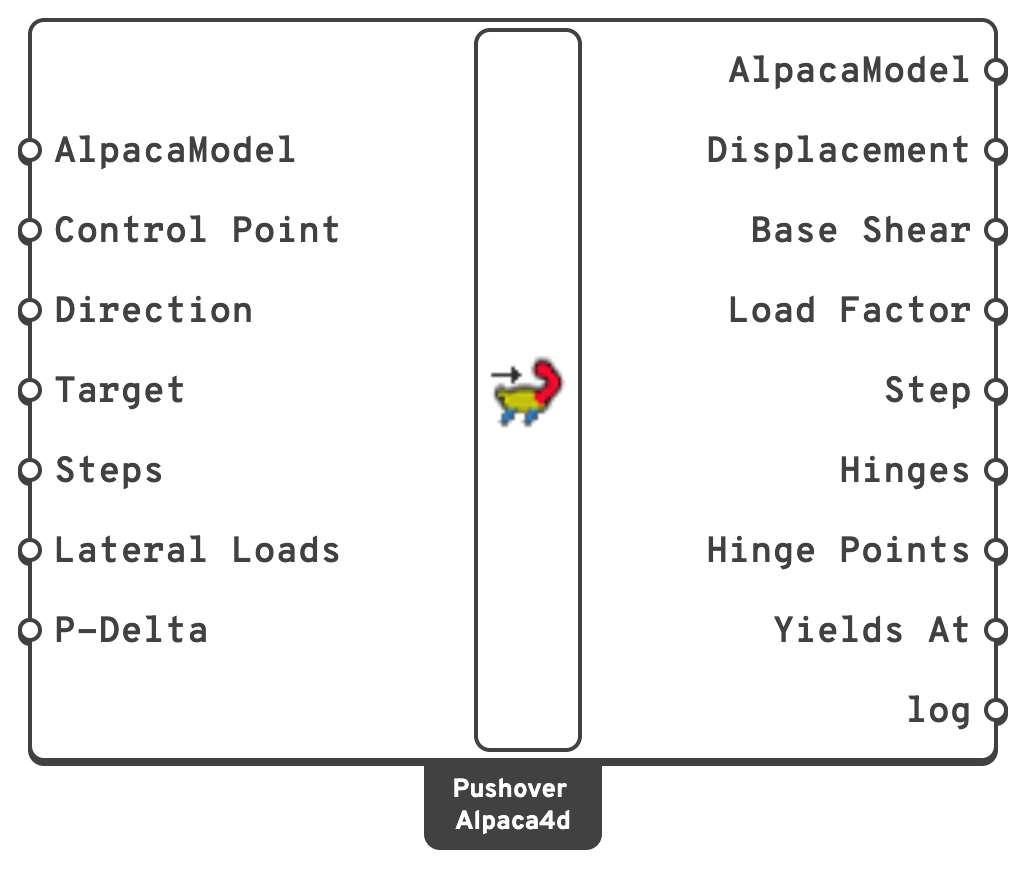 AlpacaModel
Control Point
Direction
Target
Steps
Lateral Loads
P-Delta
AlpacaModel
Displacement
Base Shear
Load Factor
Step
Hinges
Hinge Points
Yields At
log
Pushover
Alpaca4d